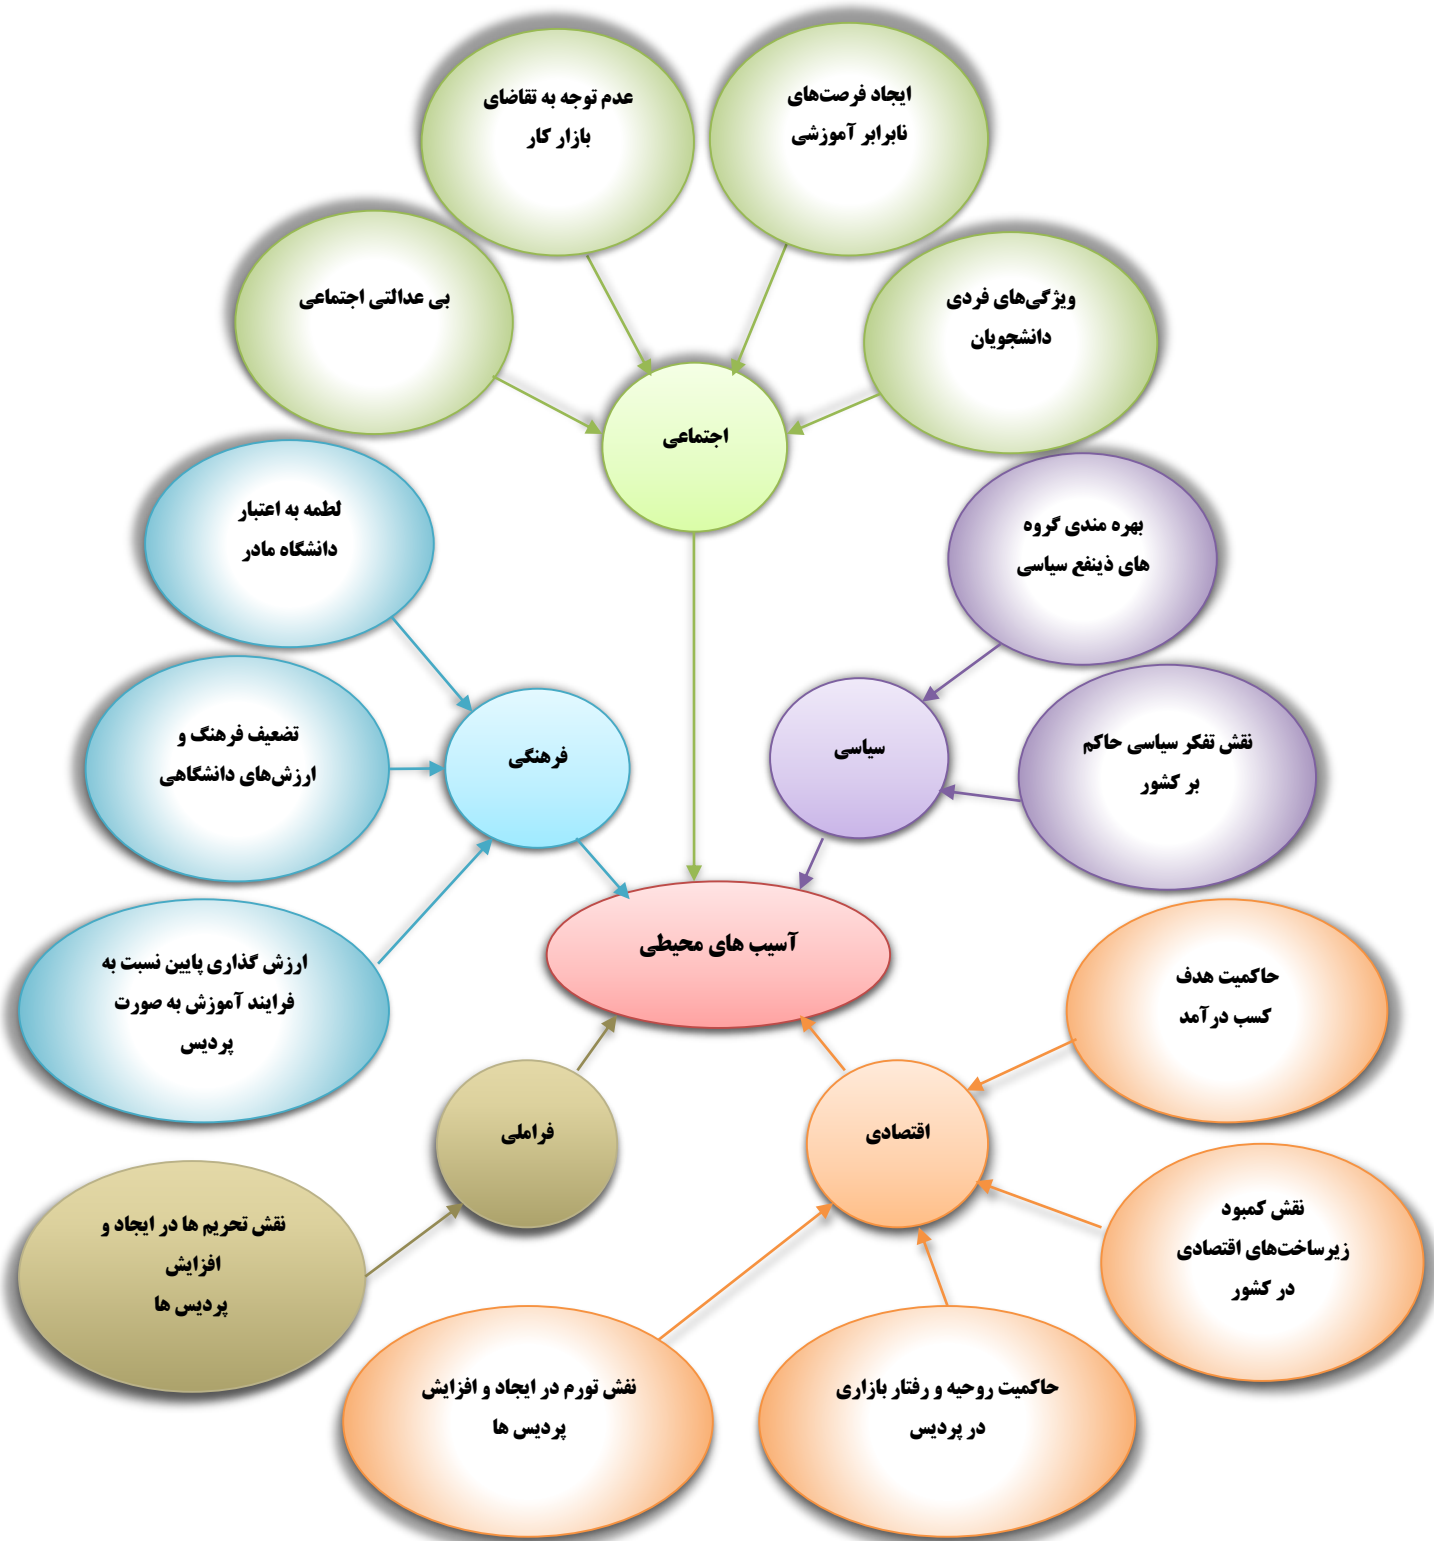 ایجاد فرصت‌های
نابرابر آموزشی
عدم توجه به تقاضای
بازار کار
ویژگی‌های فردی
دانشجویان
بی عدالتی اجتماعی
اجتماعی
بهره مندی گروه
های ذینفع سیاسی
لطمه به اعتبار
دانشگاه مادر
نقش تفکر سیاسی حاکم
بر کشور
سیاسی
فرهنگی
تضعیف فرهنگ و
ارزش‌های دانشگاهی
آسیب های محیطی
حاکمیت هدف
کسب درآمد
ارزش گذاری پایین نسبت به
فرایند آموزش به صورت
پردیس
اقتصادی
فراملی
نقش کمبود
زیرساخت‌های اقتصادی
در کشور
نقش تحریم ها در ایجاد و
افزایش
پردیس ها
حاکمیت روحیه و رفتار بازاری
در پردیس
نفش تورم در ایجاد و افزایش
پردیس ها